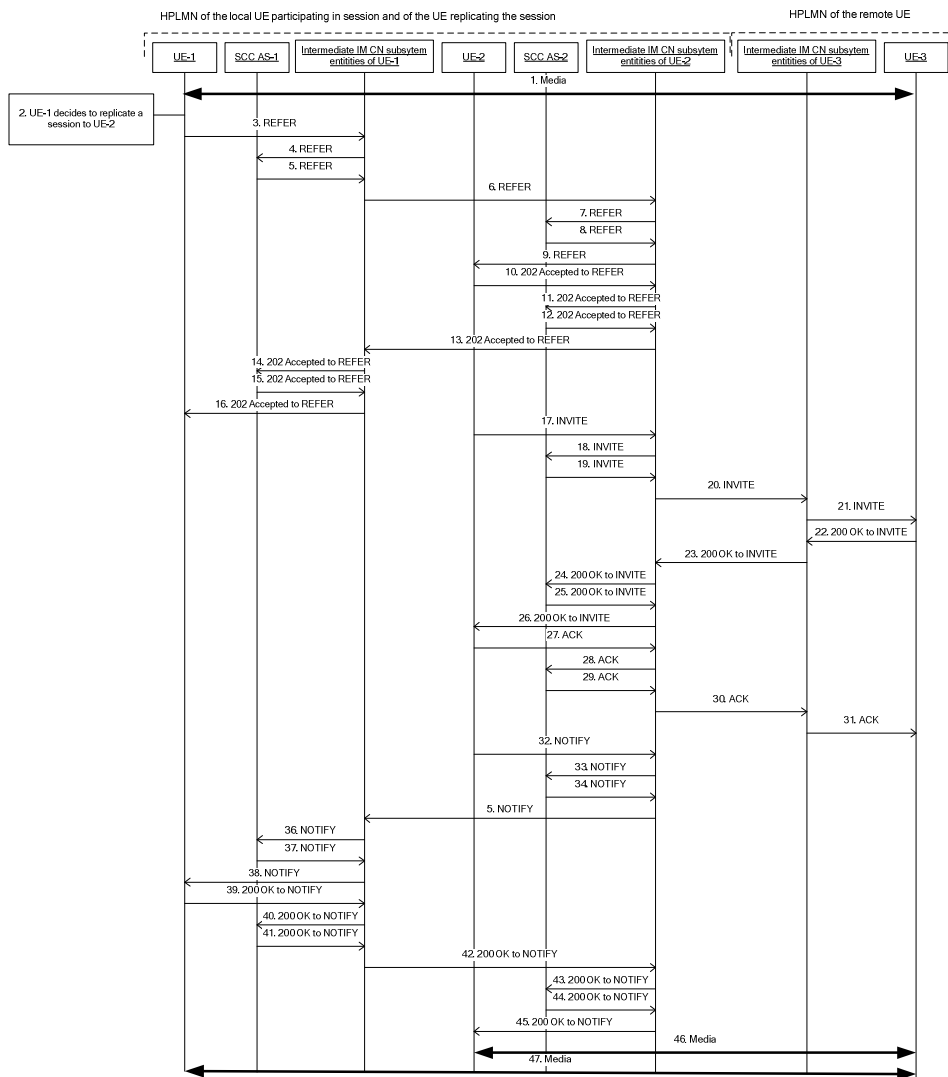 HPLMN of the local UE participating in session and of the UE replicating the session
HPLMN of the remote UE
UE-1
SCC AS-1
Intermediate IM CN subsytem
entitities of UE-1
UE-2
SCC AS-2
Intermediate IM CN subsystem
entitities of UE-2
Intermediate IM CN subsystem
entitities of UE-3
UE-3
1. Media
2. UE-1 decides to replicate a
session to UE-2
3. REFER
4. REFER
5. REFER
6. REFER
7. REFER
8. REFER
9. REFER
10. 202 Accepted to REFER
11. 202 Accepted to REFER
12. 202 Accepted to REFER
13. 202 Accepted to REFER
14. 202 Accepted to REFER
15. 202 Accepted to REFER
16. 202 Accepted to REFER
17. INVITE
18. INVITE
19. INVITE
20. INVITE
21. INVITE
22. 200 OK to INVITE
23. 200 OK to INVITE
24. 200 OK to INVITE
25. 200 OK to INVITE
26. 200 OK to INVITE
27. ACK
28. ACK
29. ACK
30. ACK
31. ACK
32. NOTIFY
33. NOTIFY
34. NOTIFY
5. NOTIFY
36. NOTIFY
37. NOTIFY
38. NOTIFY
39. 200 OK to NOTIFY
40. 200 OK to NOTIFY
41. 200 OK to NOTIFY
42. 200 OK to NOTIFY
43. 200 OK to NOTIFY
44. 200 OK to NOTIFY
45. 200 OK to NOTIFY
46. Media
47. Media